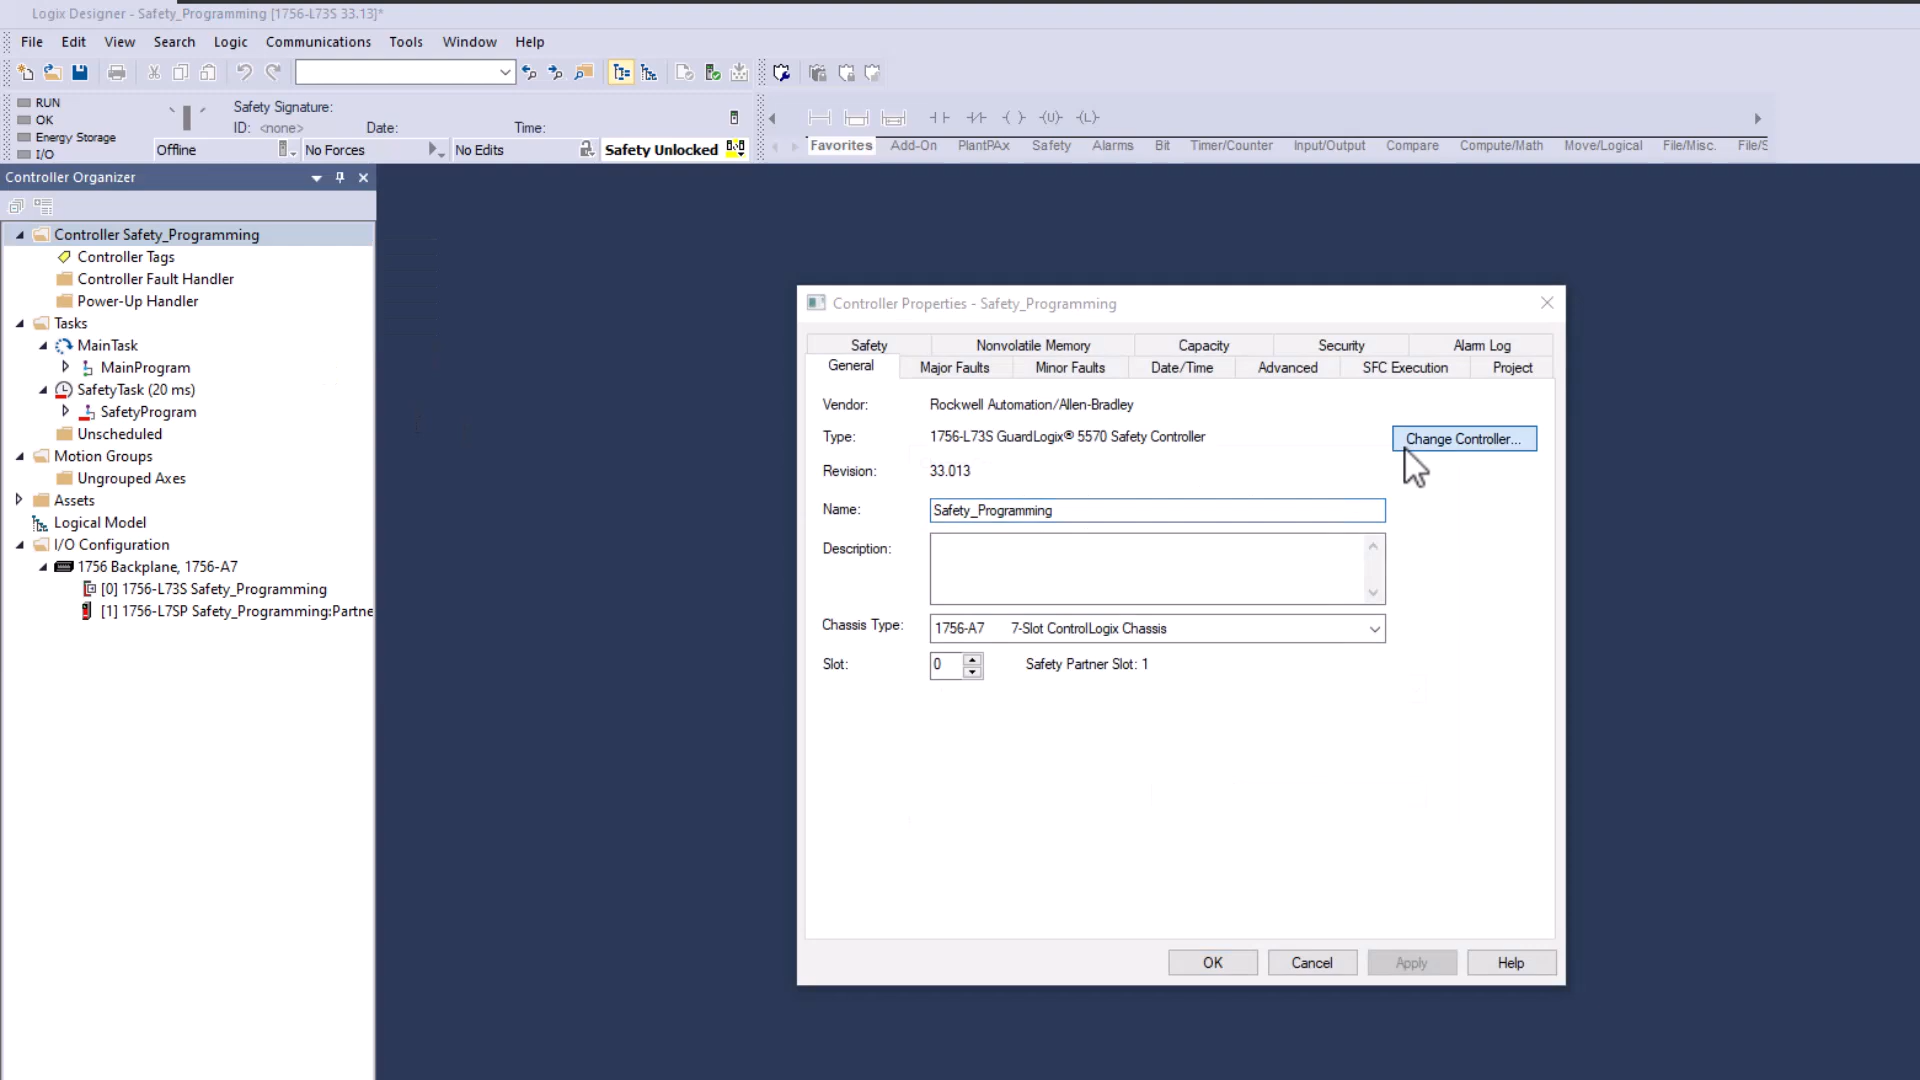 Logix Designer - Safety_Programming [1756-L73S 33.13]*
File Edit View Search Logic Communications Tools Window Help
RUN
OK
Energy Storage
I/O
Safety Signature:
ID: <none> Date: Time:
Offline No Forces No Edits Safety Unlocked
Favorites Add-On PlantPAx Safety Alarms Bit Timer/Counter Input/Output Compare Compute/Math Move/Logical File/Misc. File/S
Controller Organizer
Controller Safety_Programming
Controller Tags
Controller Fault Handler
Power-Up Handler
Tasks
MainTask
MainProgram
SafetyTask (20 ms)
SafetyProgram
Unscheduled
Motion Groups
Ungrouped Axes
Assets
Logical Model
I/O Configuration
1756 Backplane, 1756-A7
[0] 1756-L73S Safety_Programming
[1] 1756-L7SP Safety_Programming:Partne
Controller Properties - Safety_Programming
Safety Nonvolatile Memory Capacity Security Alarm Log
General Major Faults Minor Faults Date/Time Advanced SFC Execution Project
Vendor: Rockwell Automation/Allen-Bradley
Type: 1756-L73S GuardLogix® 5570 Safety Controller Change Controller...
Revision: 33.013
Name: Safety_Programming
Description:
Chassis Type: 1756-A7 7-Slot ControlLogix Chassis
Slot: 0 Safety Partner Slot: 1
OK Cancel Apply Help